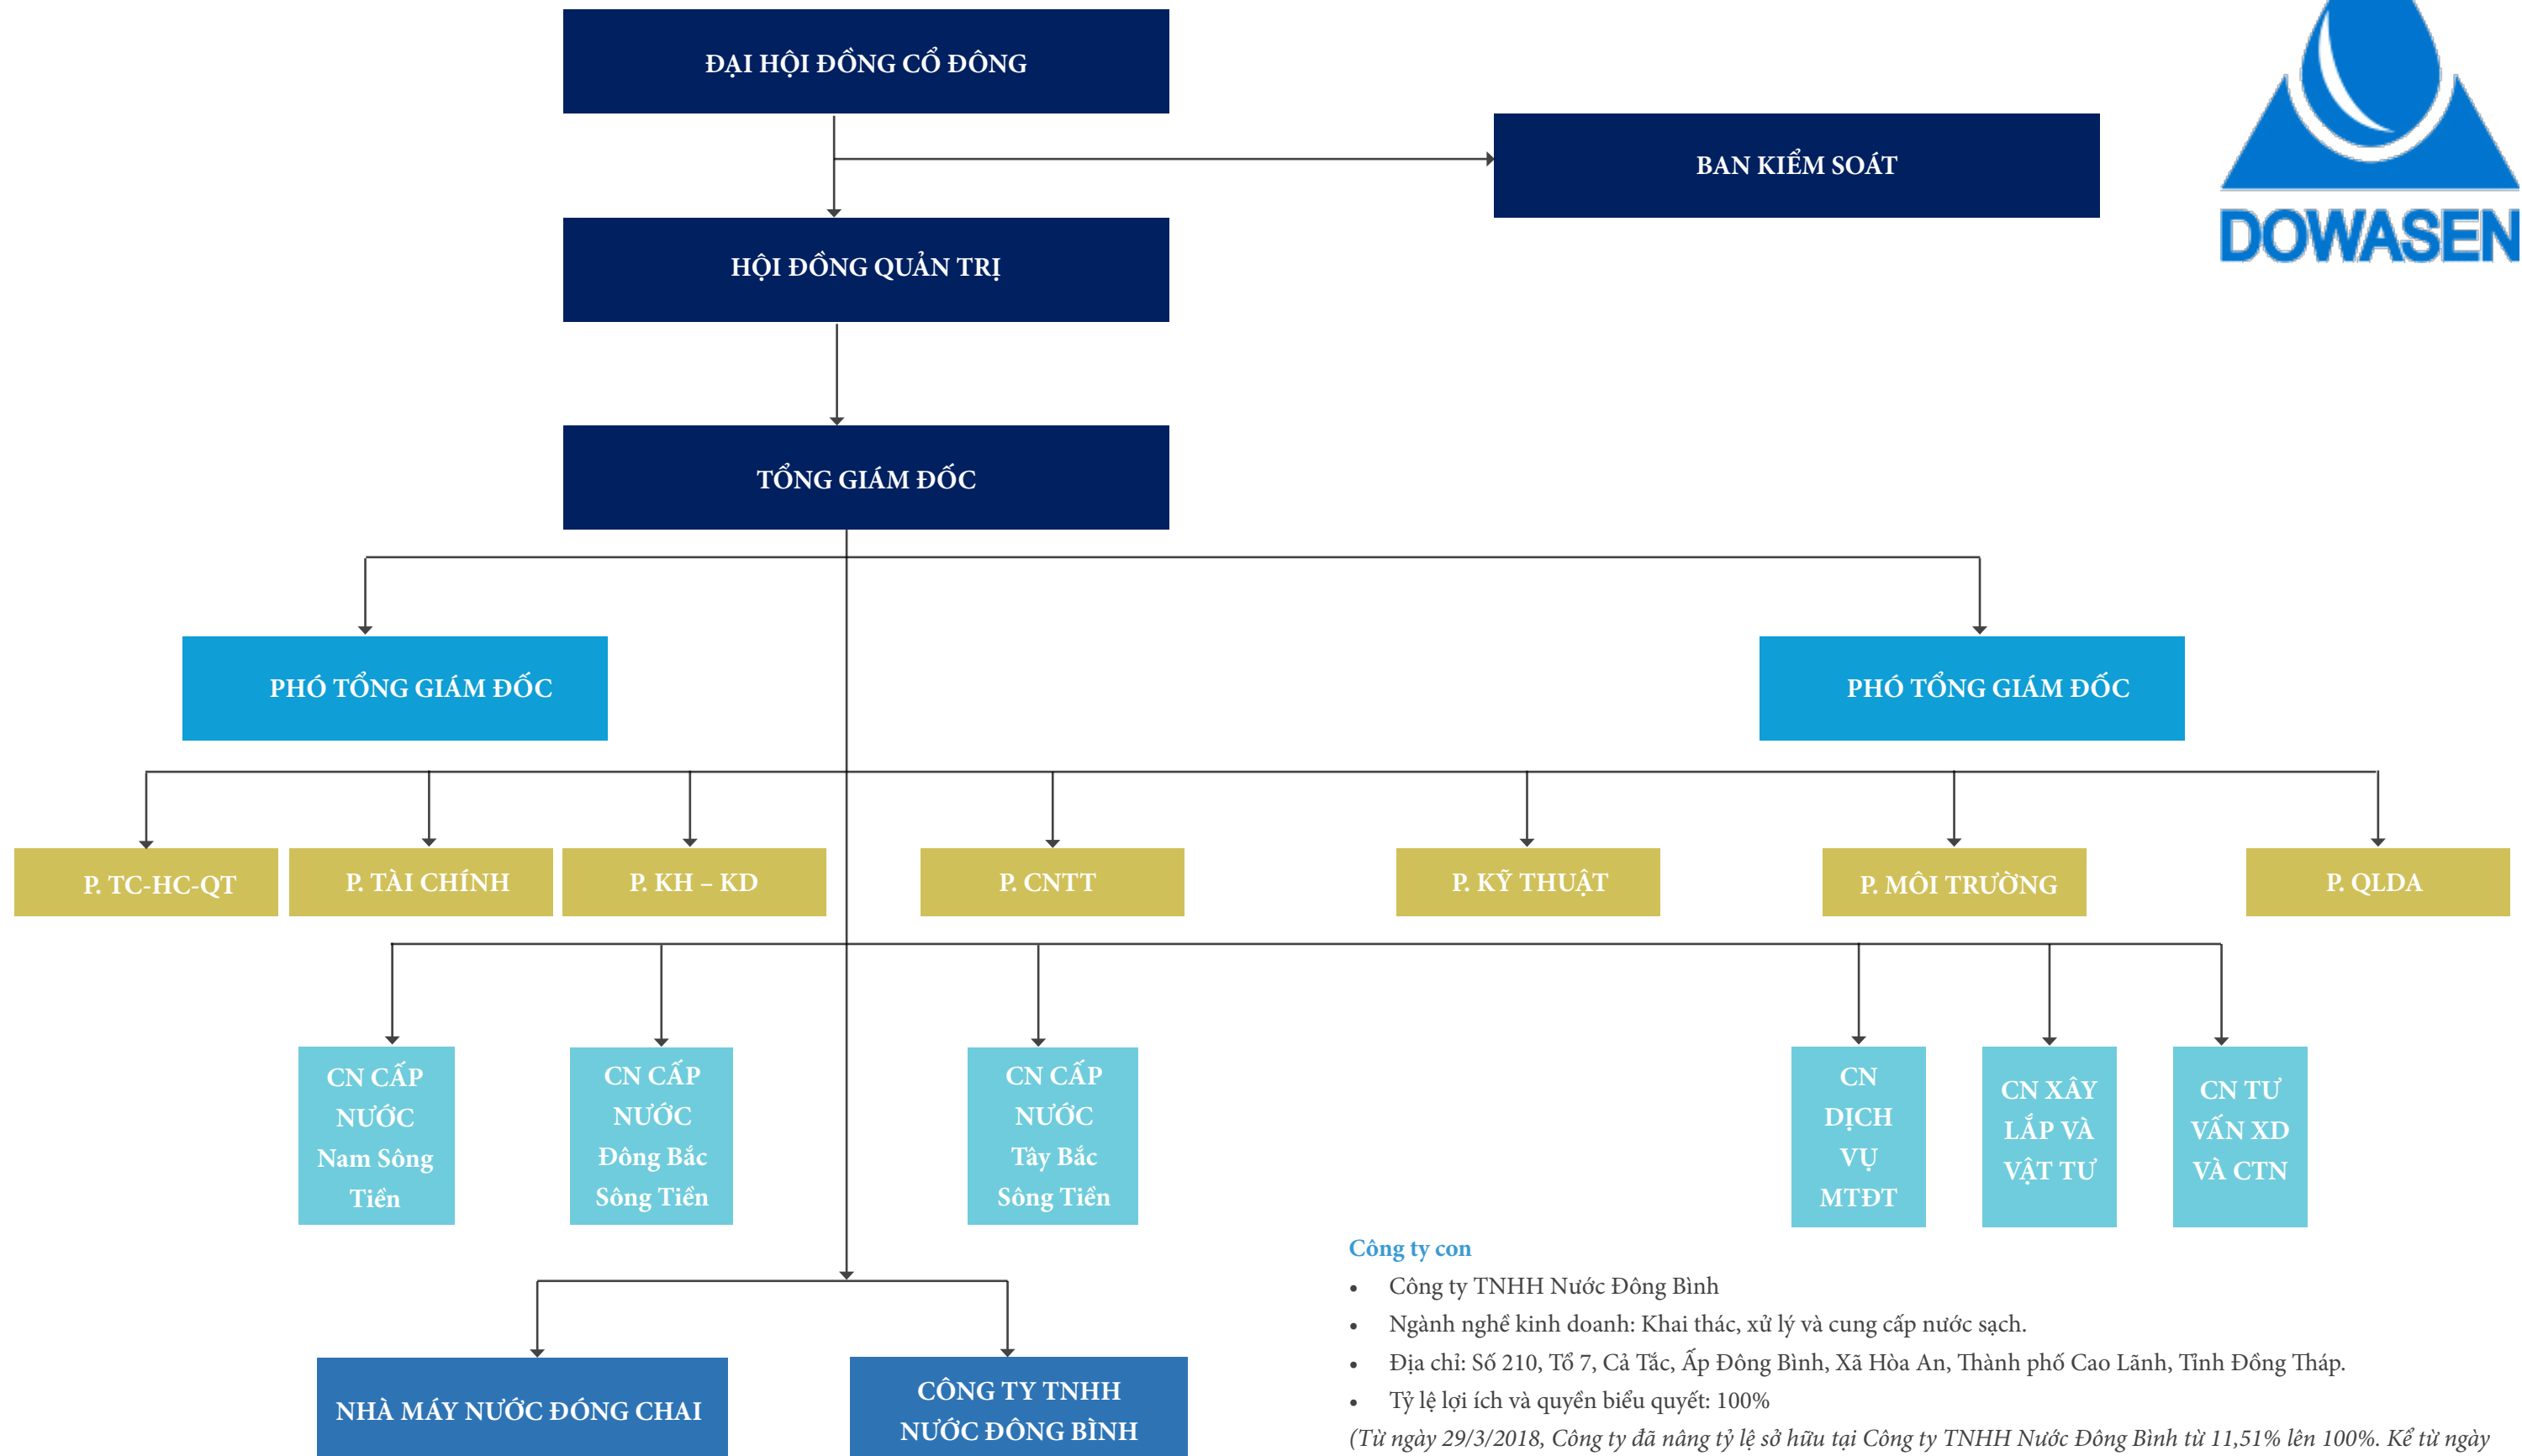 ĐẠI HỘI ĐỒNG CỔ ĐÔNG
BAN KIỂM SOÁT
DOWASEN
HỘI ĐỒNG QUẢN TRỊ
TỔNG GIÁM ĐỐC
PHÓ TỔNG GIÁM ĐỐC
PHÓ TỔNG GIÁM ĐỐC
P. TC-HC-QT
P. TÀI CHÍNH
P. KH – KD
P. CNTT
P. KỸ THUẬT
P. MÔI TRƯỜNG
P. QLDA
CN CẤP
NƯỚC
Nam Sông
Tiền
CN CẤP
NƯỚC
Đông Bắc
Sông Tiền
CN CẤP
NƯỚC
Tây Bắc
Sông Tiền
CN
DỊCH
VỤ
MTĐT
CN XÂY
LẮP VÀ
VẬT TƯ
CN TƯ
VẤN XD
VÀ CTN
NHÀ MÁY NƯỚC ĐÓNG CHAI
CÔNG TY TNHH
NƯỚC ĐÔNG BÌNH
Công ty con
• Công ty TNHH Nước Đông Bình
• Ngành nghề kinh doanh: Khai thác, xử lý và cung cấp nước sạch.
• Địa chỉ: Số 210, Tổ 7, Cả Tắc, Ấp Đông Bình, Xã Hòa An, Thành phố Cao Lãnh, Tỉnh Đồng Tháp.
• Tỷ lệ lợi ích và quyền biểu quyết: 100%
(Từ ngày 29/3/2018, Công ty đã nâng tỷ lệ sở hữu tại Công ty TNHH Nước Đông Bình từ 11,51% lên 100%. Kể từ ngày